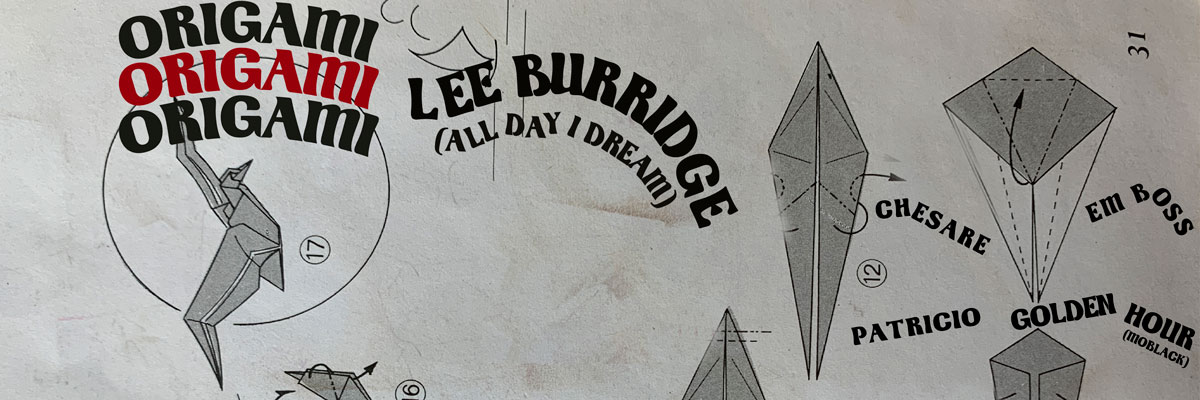 ORIGAMI
ORIGAMI
ORIGAMI
LEE BURRIDGE
(ALL DAY I DREAM)
31
CHESARE
EM BOSS
PATRICIO
GOLDEN HOUR
(MOBLACK)
17
12
16